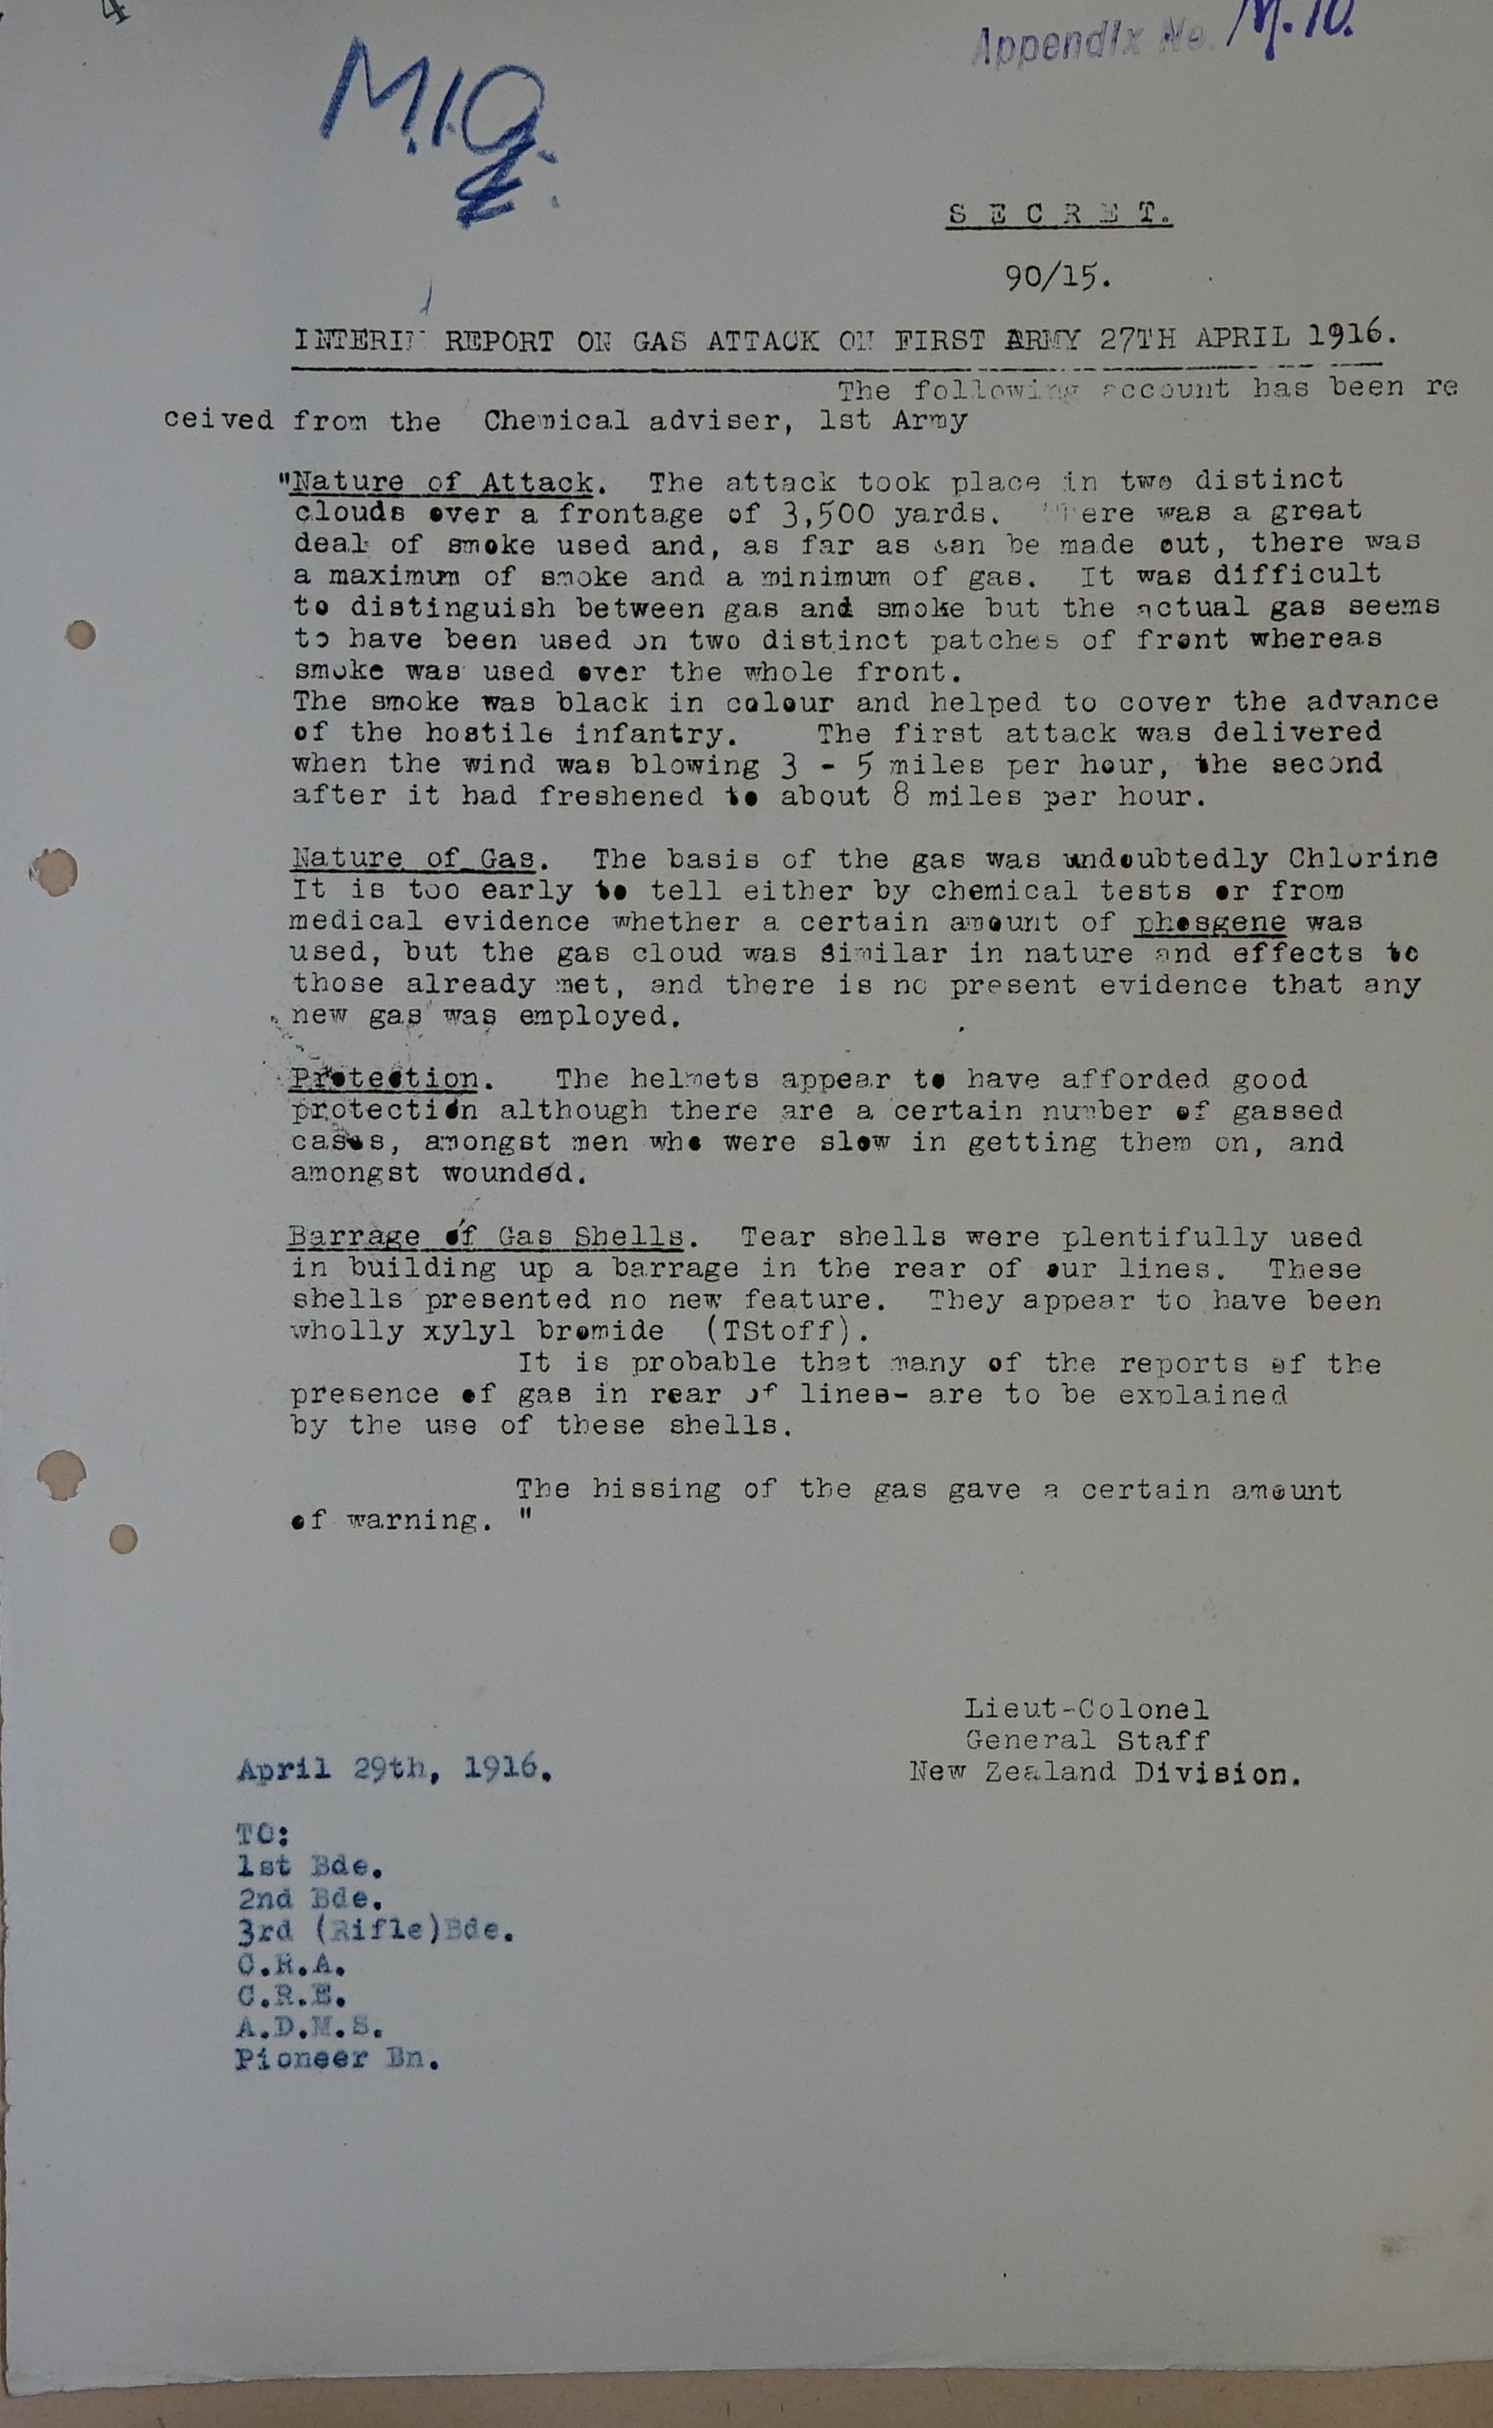 4
Appendix No. M.10.
M.10.
S E C R E T.
90/15.
INTERIM REPORT ON GAS ATTACK ON FIRST ARMY 27TH APRIL 1916.
The following account has been re
ceived from the Chemical adviser, 1st Army
"Nature of Attack. The attack took place in two distinct
clouds over a frontage of 3,500 yards. There was a great
deal of smoke used and, as far as can be made out, there was
a maximum of smoke and a minimum of gas. It was difficult
to distinguish between gas and smoke but the actual gas seems
to have been used on two distinct patches of front whereas
smoke was used over the whole front.
The smoke was black in colour and helped to cover the advance
of the hostile infantry. The first attack was delivered
when the wind was blowing 3 - 5 miles per hour, the second
after it had freshened to about 8 miles per hour.
Nature of Gas. The basis of the gas was undoubtedly Chlorine
It is too early to tell either by chemical tests or from
medical evidence whether a certain amount of phosgene was
used, but the gas cloud was similar in nature and effects to
those already met, and there is no present evidence that any
new gas was employed.
Protection. The helmets appear to have afforded good
protection although there are a certain number of gassed
cases, amongst men who were slow in getting them on, and
amongst wounded.
Barrage of Gas Shells. Tear shells were plentifully used
in building up a barrage in the rear of our lines. These
shells presented no new feature. They appear to have been
wholly xylyl bromide (TStoff).
It is probable that many of the reports of the
presence of gas in rear of lines- are to be explained
by the use of these shells.
The hissing of the gas gave a certain amount
of warning. "
Lieut-Colonel
General Staff
New Zealand Division.
April 29th, 1916.
TO:
1st Bde.
2nd Bde.
3rd (Rifle)Bde.
C.R.A.
C.R.E.
A.D.M.S.
Pioneer Bn.